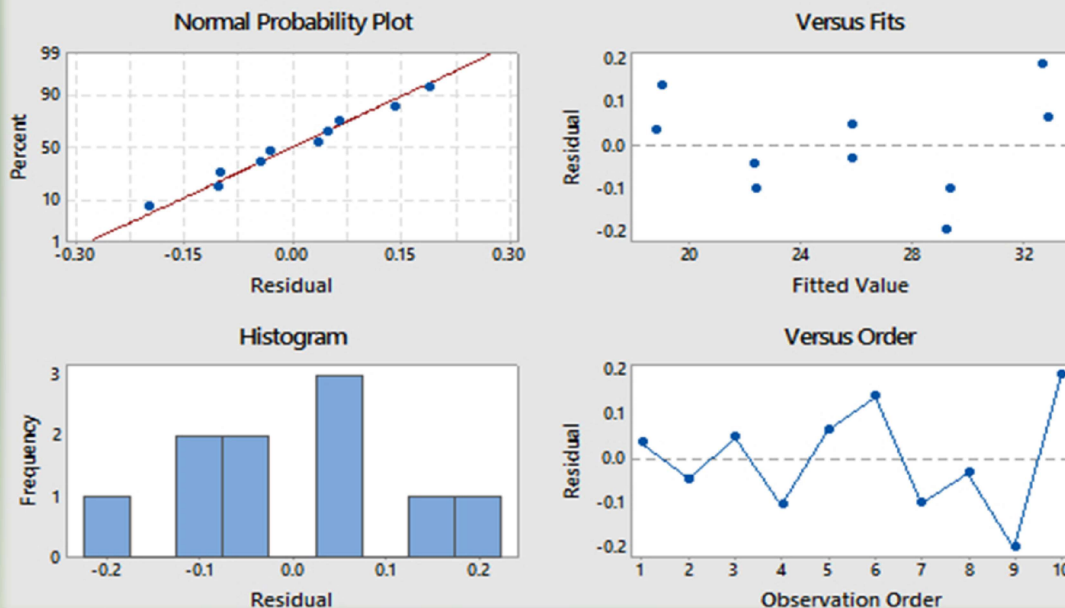 Normal Probability Plot
99
90
50
10
1
Percent
-0.30 -0.15 0.00 0.15 0.30
Residual
Versus Fits
0.2
0.1
0.0
-0.1
-0.2
Residual
20 24 28 32
Fitted Value
Histogram
3
2
1
0
Frequency
-0.2 -0.1 0.0 0.1 0.2
Residual
Versus Order
0.2
0.1
0.0
-0.1
-0.2
Residual
1 2 3 4 5 6 7 8 9 10
Observation Order